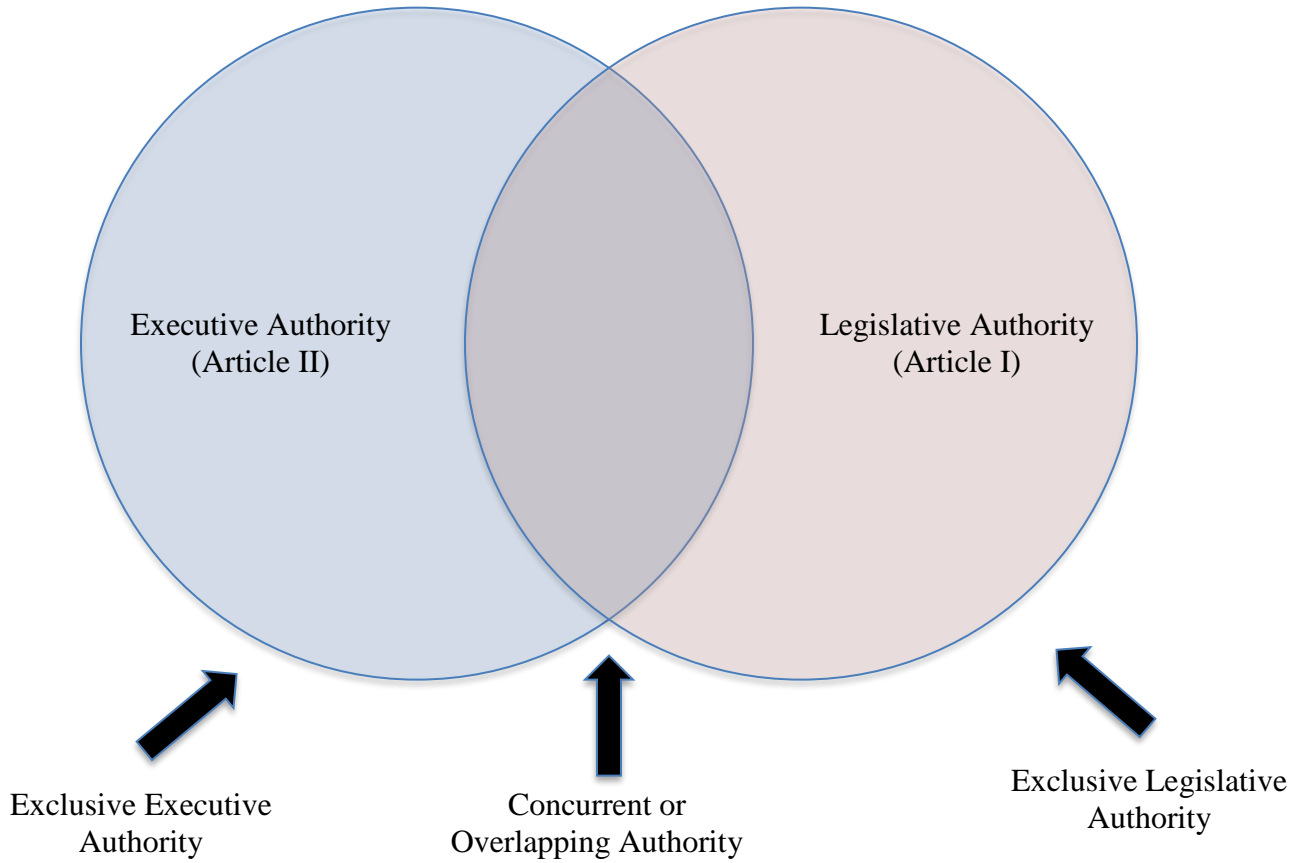 Executive Authority
(Article II)
Legislative Authority
(Article I)
Exclusive Executive
Authority
Concurrent or
Overlapping Authority
Exclusive Legislative
Authority